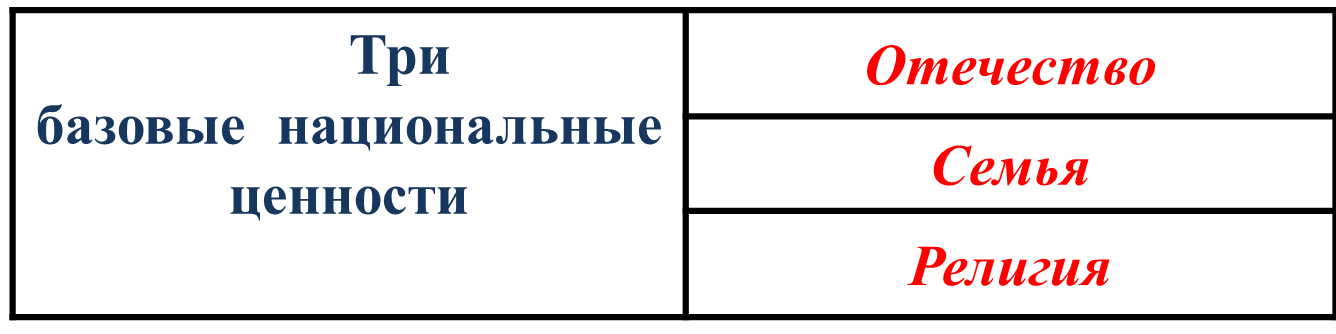 Три
базовые национальные
ценности
Отечество
Семья
Религия